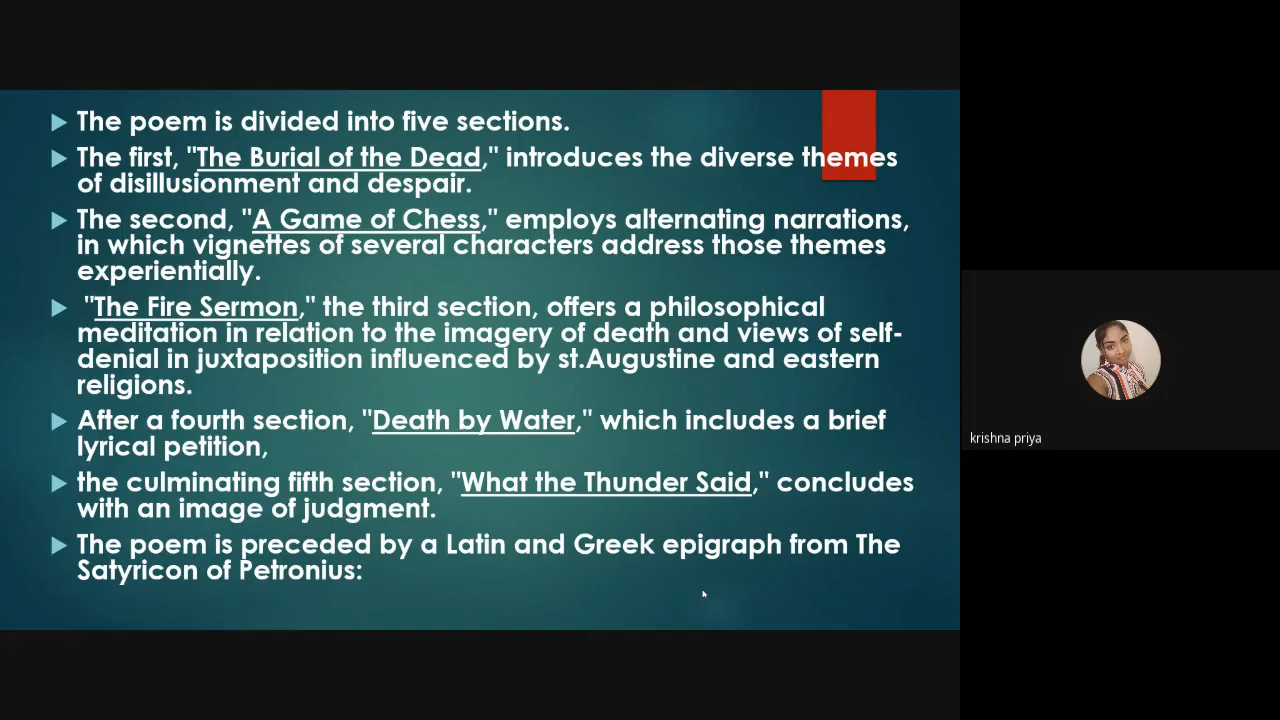 The poem is divided into five sections.
The first, "The Burial of the Dead," introduces the diverse themes
of disillusionment and despair.
The second, "A Game of Chess," employs alternating narrations,
in which vignettes of several characters address those themes
experientially.
"The Fire Sermon," the third section, offers a philosophical
meditation in relation to the imagery of death and views of self-
denial in juxtaposition influenced by st.Augustine and eastern
religions.
After a fourth section, "Death by Water," which includes a brief
lyrical petition,
the culminating fifth section, "What the Thunder Said," concludes
with an image of judgment.
The poem is preceded by a Latin and Greek epigraph from The
Satyricon of Petronius:
krishna priya